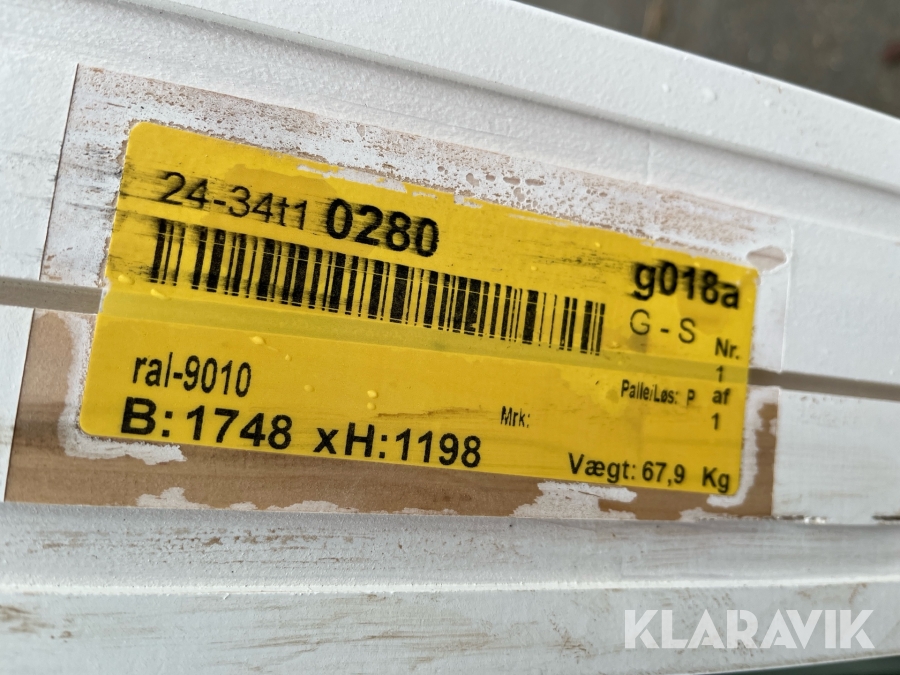 24-34t1 0280
g018a
G - S
Nr.
1
af
1
ral-9010
Palle/Løs: P
Mrk:
B: 1748 xH: 1198
Vægt: 67,9 Kg
KLARAVIK